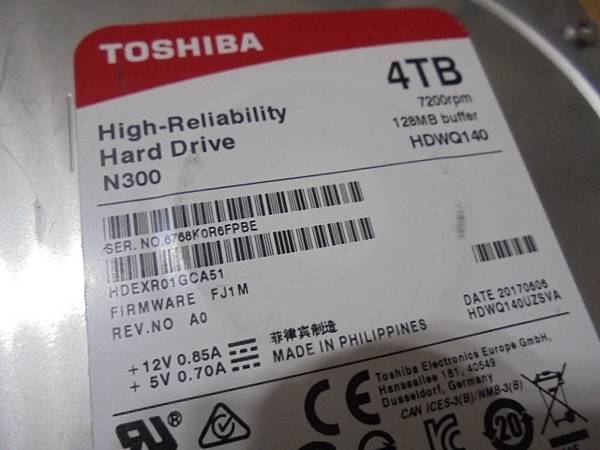 TOSHIBA
4TB
7200rpm
128MB buffer
HDWQ140
High-Reliability
Hard Drive
N300
SER. NO.6768K0R6FPBE
HDEXR01GCA51
FIRMWARE FJ1M
REV.NO A0
DATE 20170606
HDWQ140UZSVA
菲律宾制造
MADE IN PHILIPPINES
+12V 0.85A
+ 5V 0.70A
Toshiba Electronics Europe GmbH,
Hansaallee 181, 40549
Dusseldorf, Germany
CAN ICES-3(B)/NMB-3(B)
CE
20